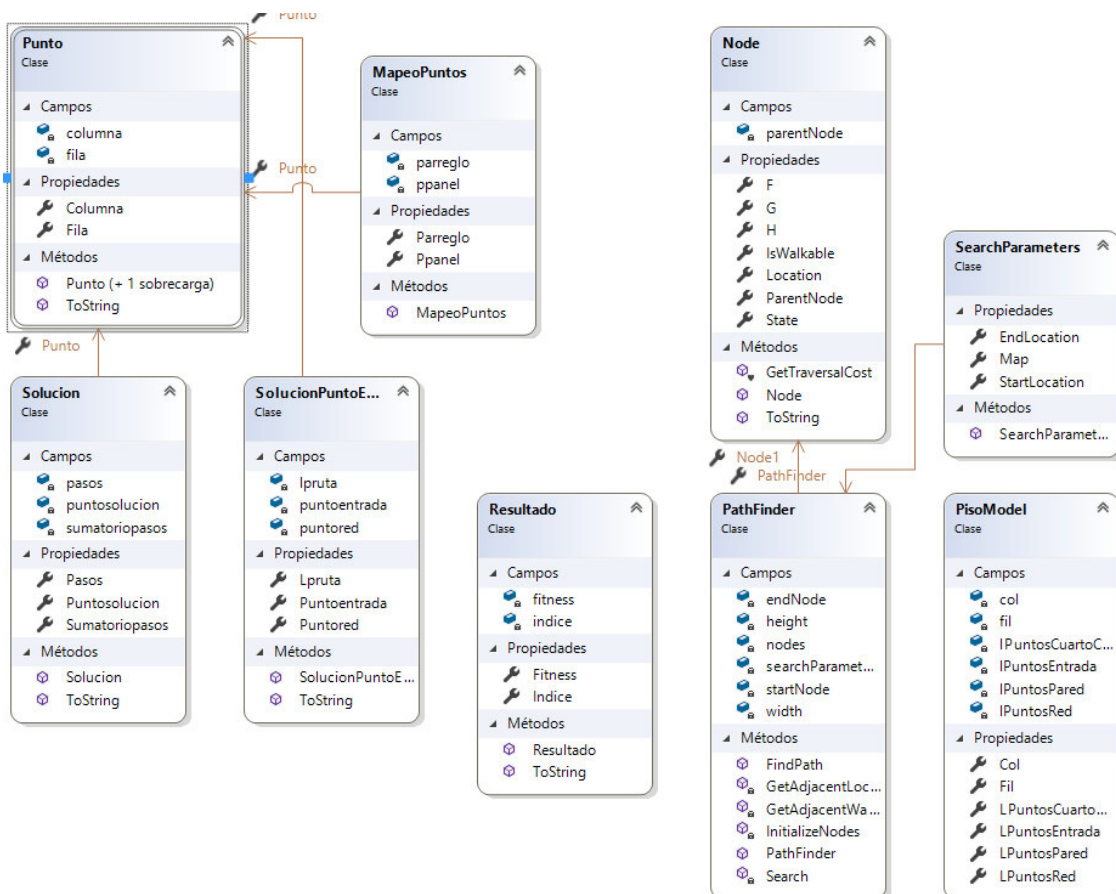 Punto
Punto
Clase
Campos
columna
fila
Propiedades
Columna
Fila
Métodos
Punto (+ 1 sobrecarga)
ToString
Punto
MapeoPuntos
Clase
Campos
parreglo
ppanel
Propiedades
Parreglo
Ppanel
Métodos
MapeoPuntos
Node
Clase
Campos
parentNode
Propiedades
F
G
H
IsWalkable
Location
ParentNode
State
Métodos
GetTraversalCost
Node
ToString
SearchParameters
Clase
Propiedades
EndLocation
Map
StartLocation
Métodos
SearchParamet...
Punto
Solucion
Clase
Campos
pasos
puntosolucion
sumatoriopasos
Propiedades
Pasos
Puntosolucion
Sumatoriopasos
Métodos
Solucion
ToString
SolucionPuntoE...
Clase
Campos
lpruta
puntoentrada
puntored
Propiedades
Lpruta
Puntoentrada
Puntored
Métodos
SolucionPuntoE...
ToString
Resultado
Clase
Campos
fitness
indice
Propiedades
Fitness
Indice
Métodos
Resultado
ToString
Node1
PathFinder
PathFinder
Clase
Campos
endNode
height
nodes
searchParamet...
startNode
width
Métodos
FindPath
GetAdjacentLoc...
GetAdjacentWa...
InitializeNodes
PathFinder
Search
PisoModel
Clase
Campos
col
fil
lPuntosCuartoC...
lPuntosEntrada
lPuntosPared
lPuntosRed
Propiedades
Col
Fil
LPuntosCuarto...
LPuntosEntrada
LPuntosPared
LPuntosRed